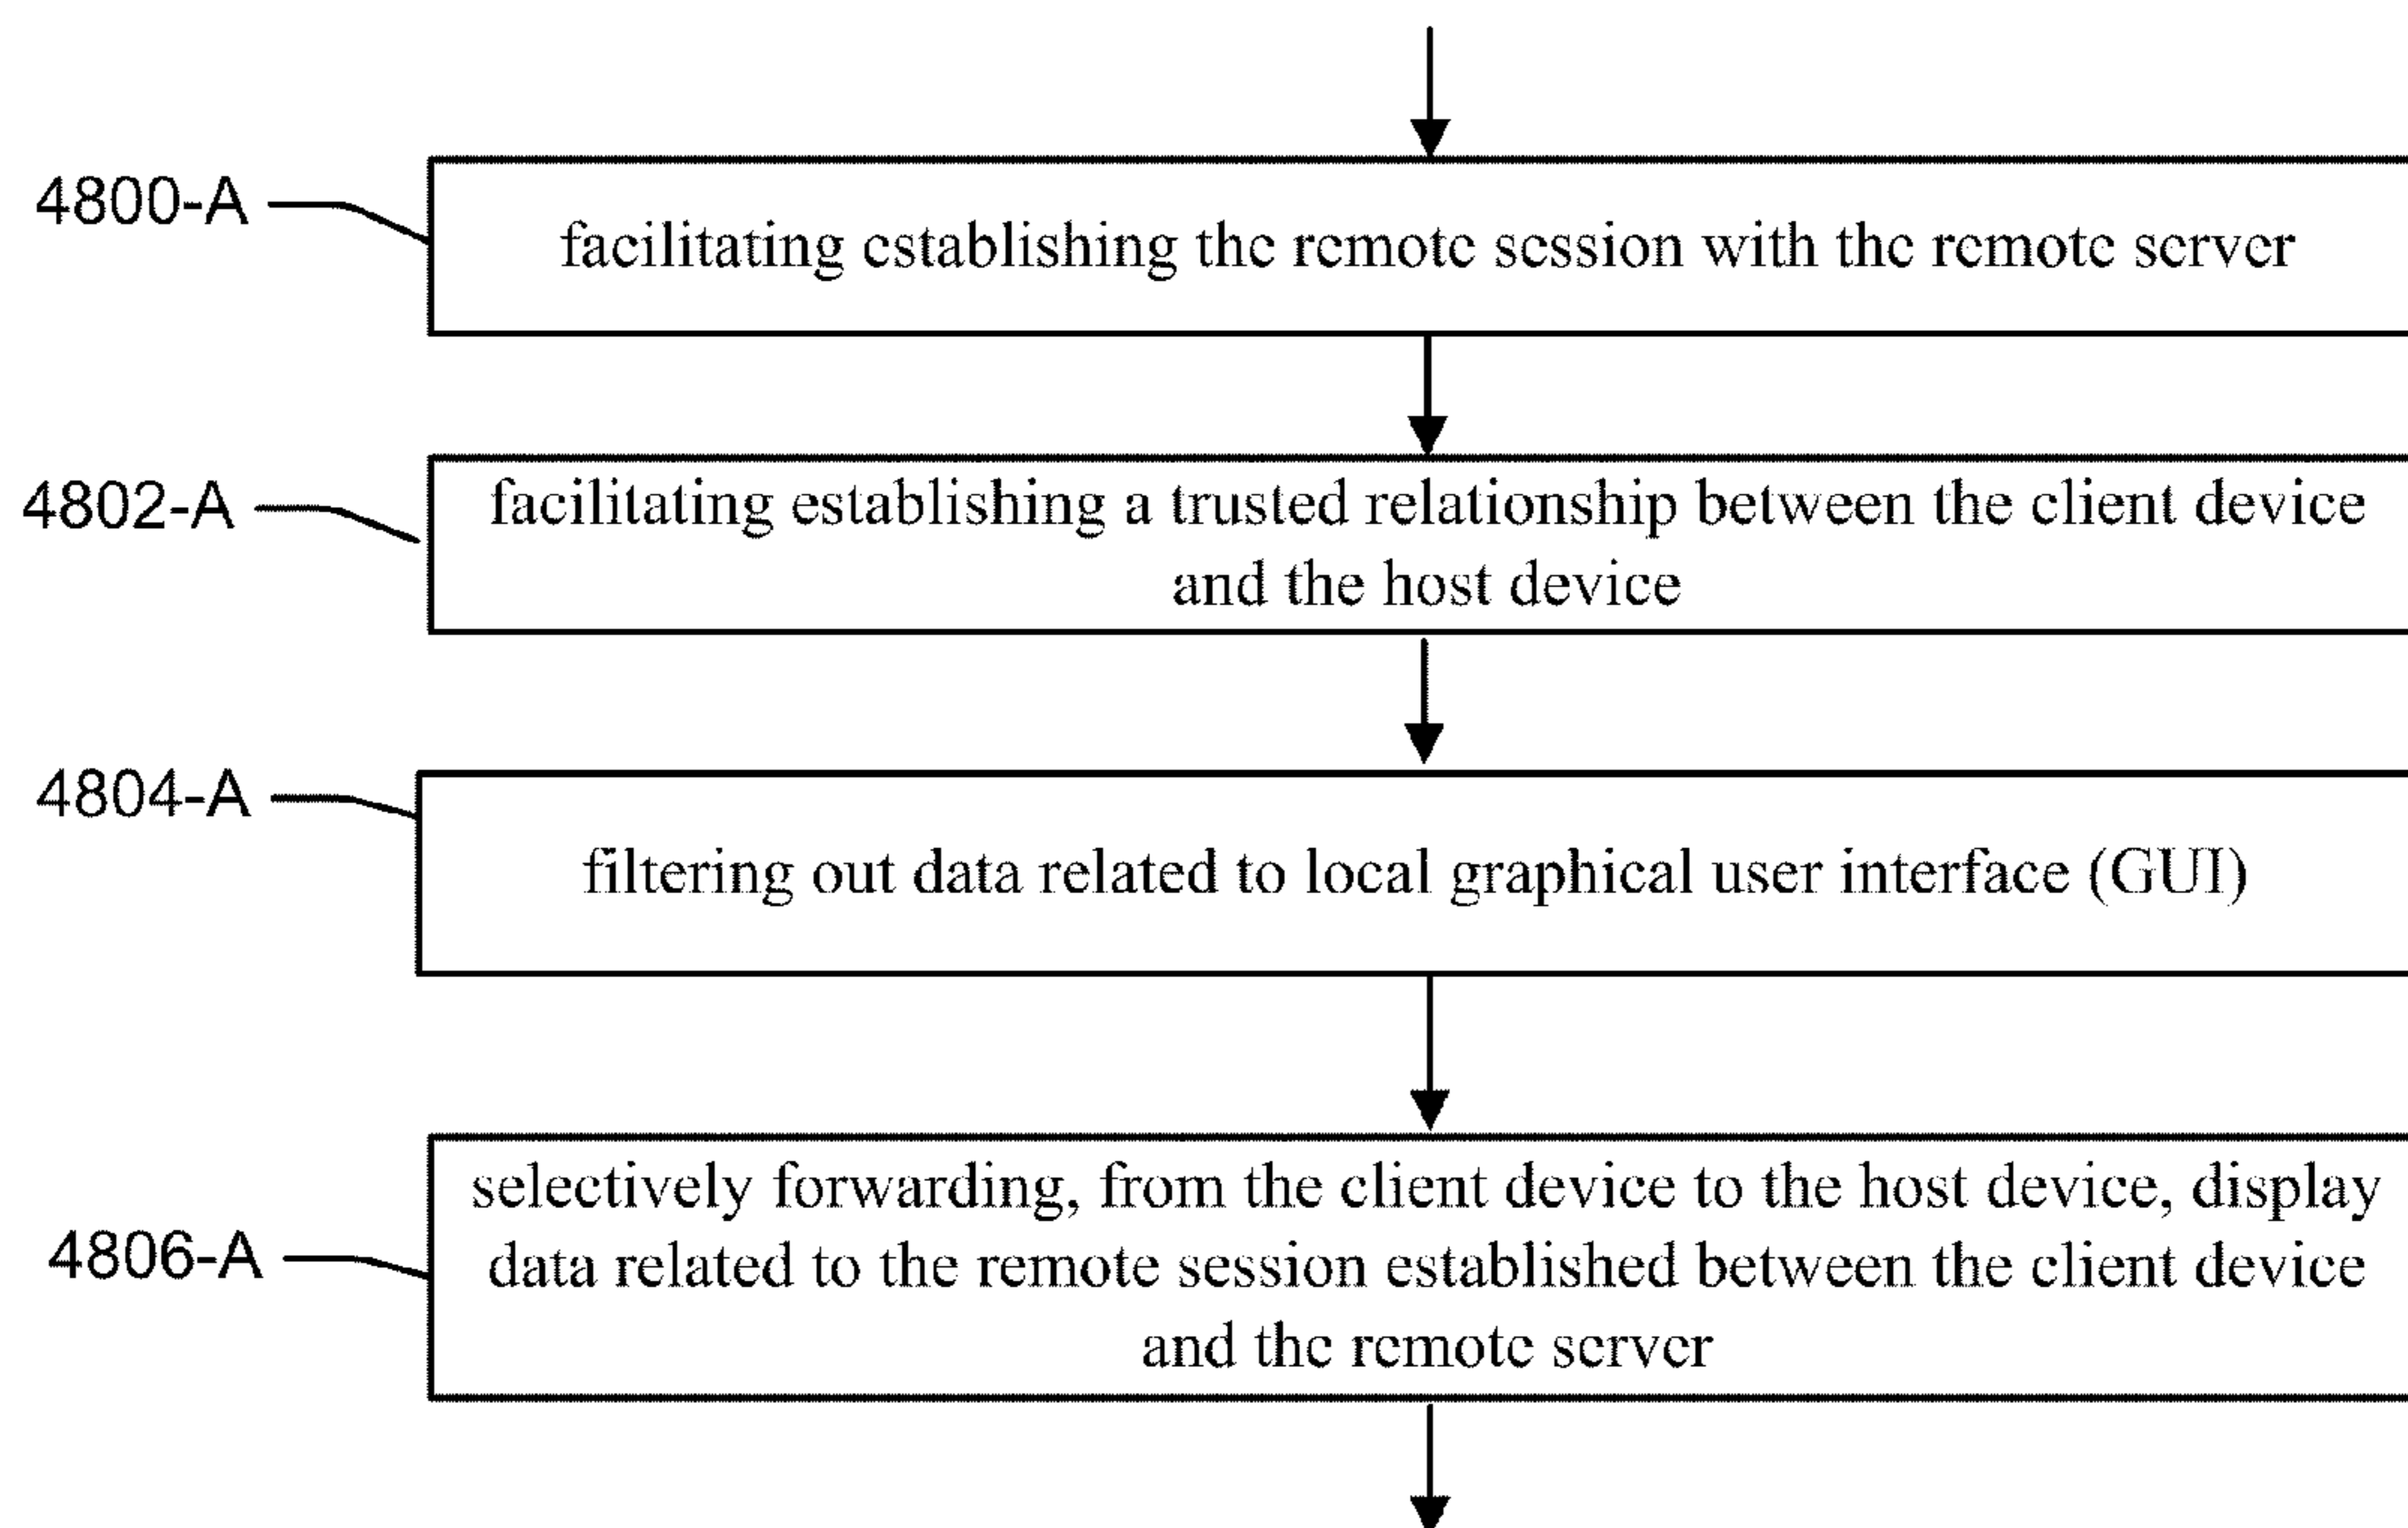 4800-A
facilitating establishing the remote session with the remote server
4802-A
facilitating establishing a trusted relationship between the client device
and the host device
4804-A
filtering out data related to local graphical user interface (GUI)
4806-A
selectively forwarding, from the client device to the host device, display
data related to the remote session established between the client device
and the remote server